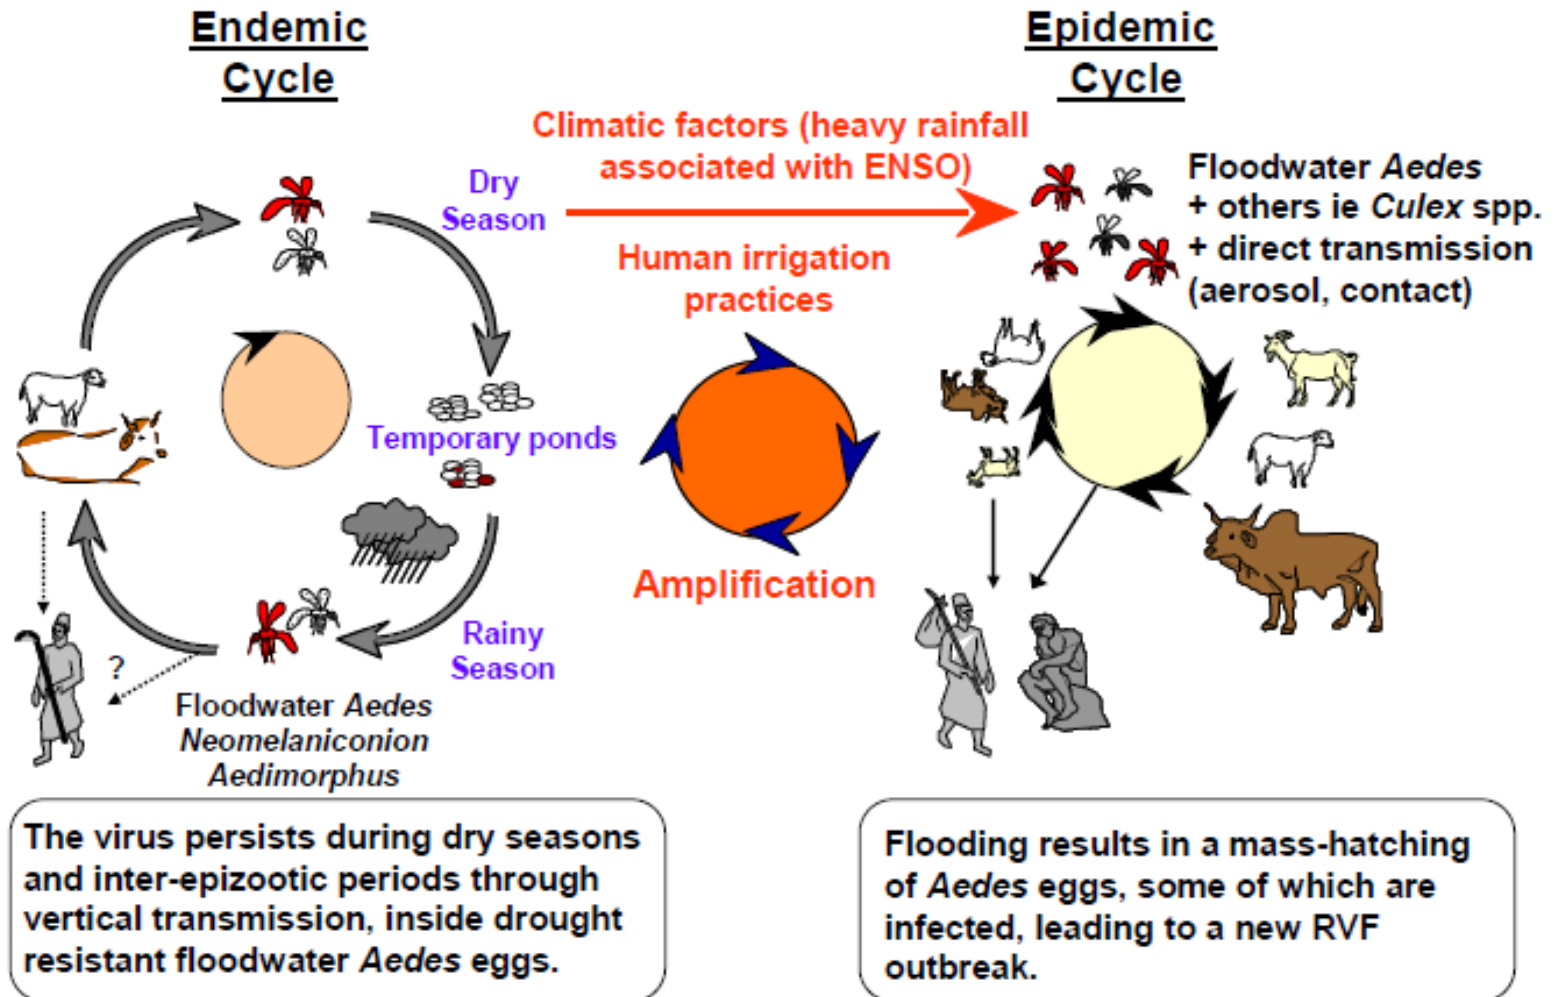 Endemic
Cycle
Epidemic
Cycle
Climatic factors (heavy rainfall
associated with ENSO)
Dry
Season
Human irrigation
practices
Floodwater Aedes
+ others ie Culex spp.
+ direct transmission
(aerosol, contact)
Temporary ponds
Amplification
Rainy
Season
?
Floodwater Aedes
Neomelaniconion
Aedimorphus
The virus persists during dry seasons
and inter-epizootic periods through
vertical transmission, inside drought
resistant floodwater Aedes eggs.
Flooding results in a mass-hatching
of Aedes eggs, some of which are
infected, leading to a new RVF
outbreak.